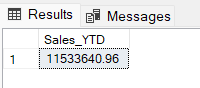 Results Messages
Sales_YTD
1 11533640.96